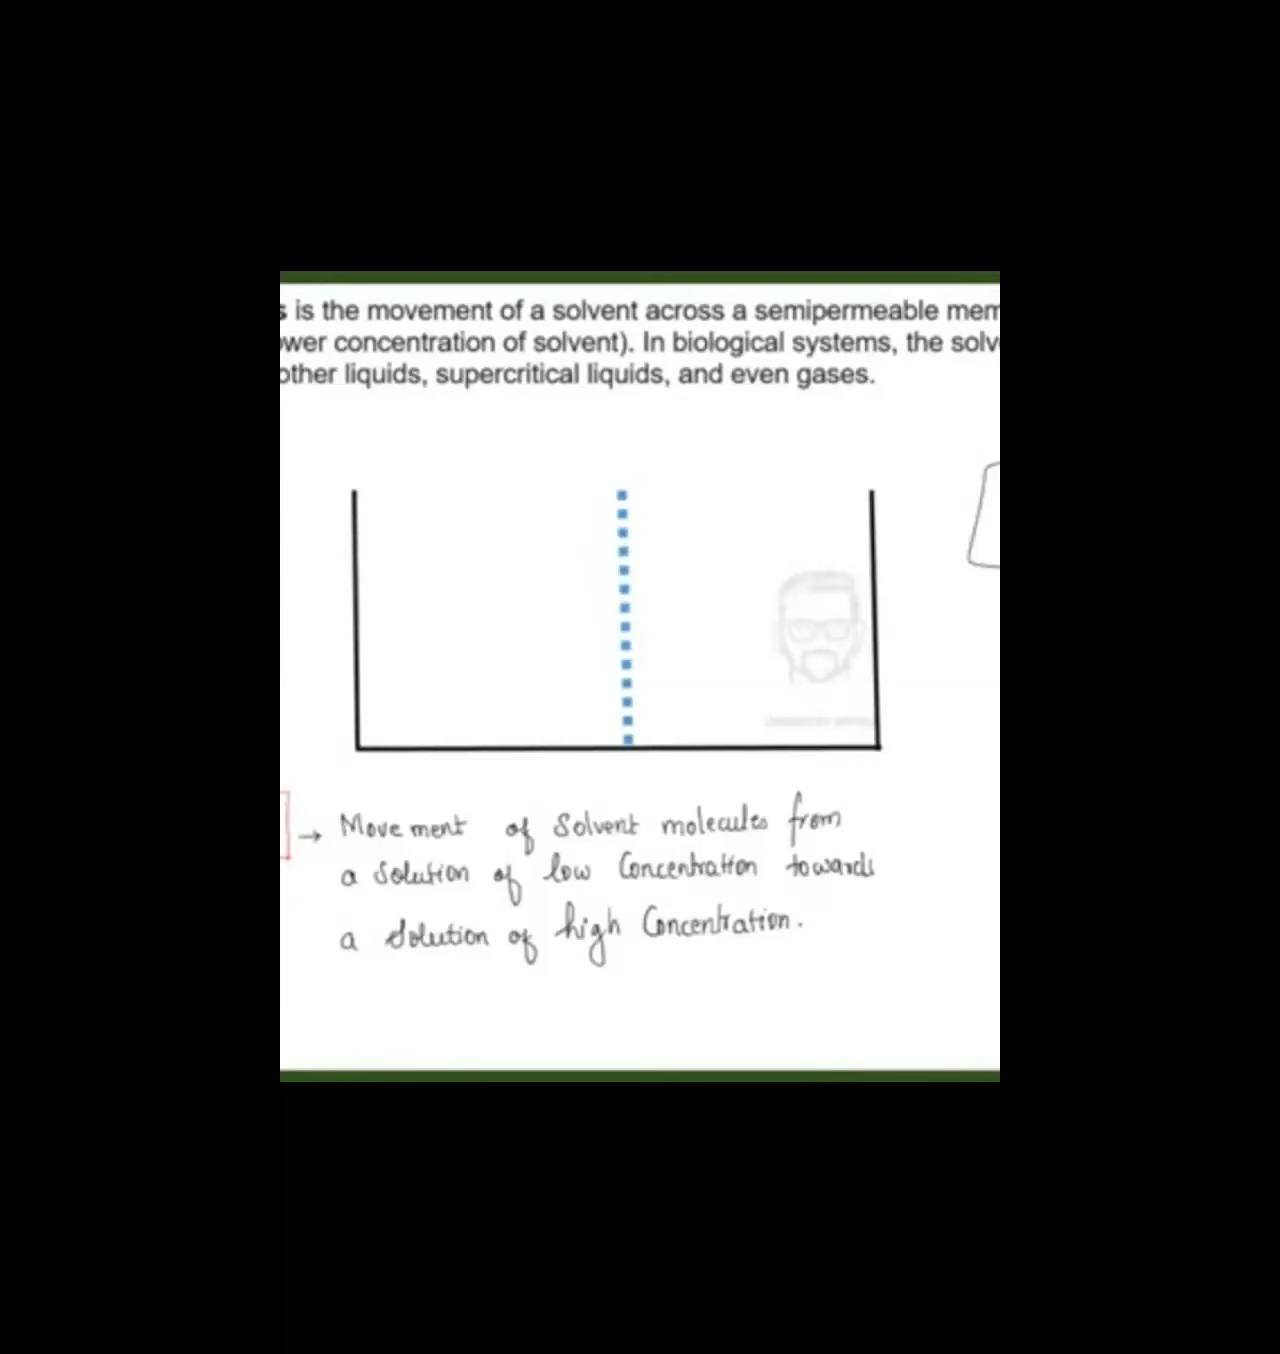 is the movement of a solvent across a semipermeable mem
wer concentration of solvent). In biological systems, the solv
other liquids, supercritical liquids, and even gases.
→ Movement of Solvent molecules from
a Solution of low Concentration towards
a Solution of high Concentration.